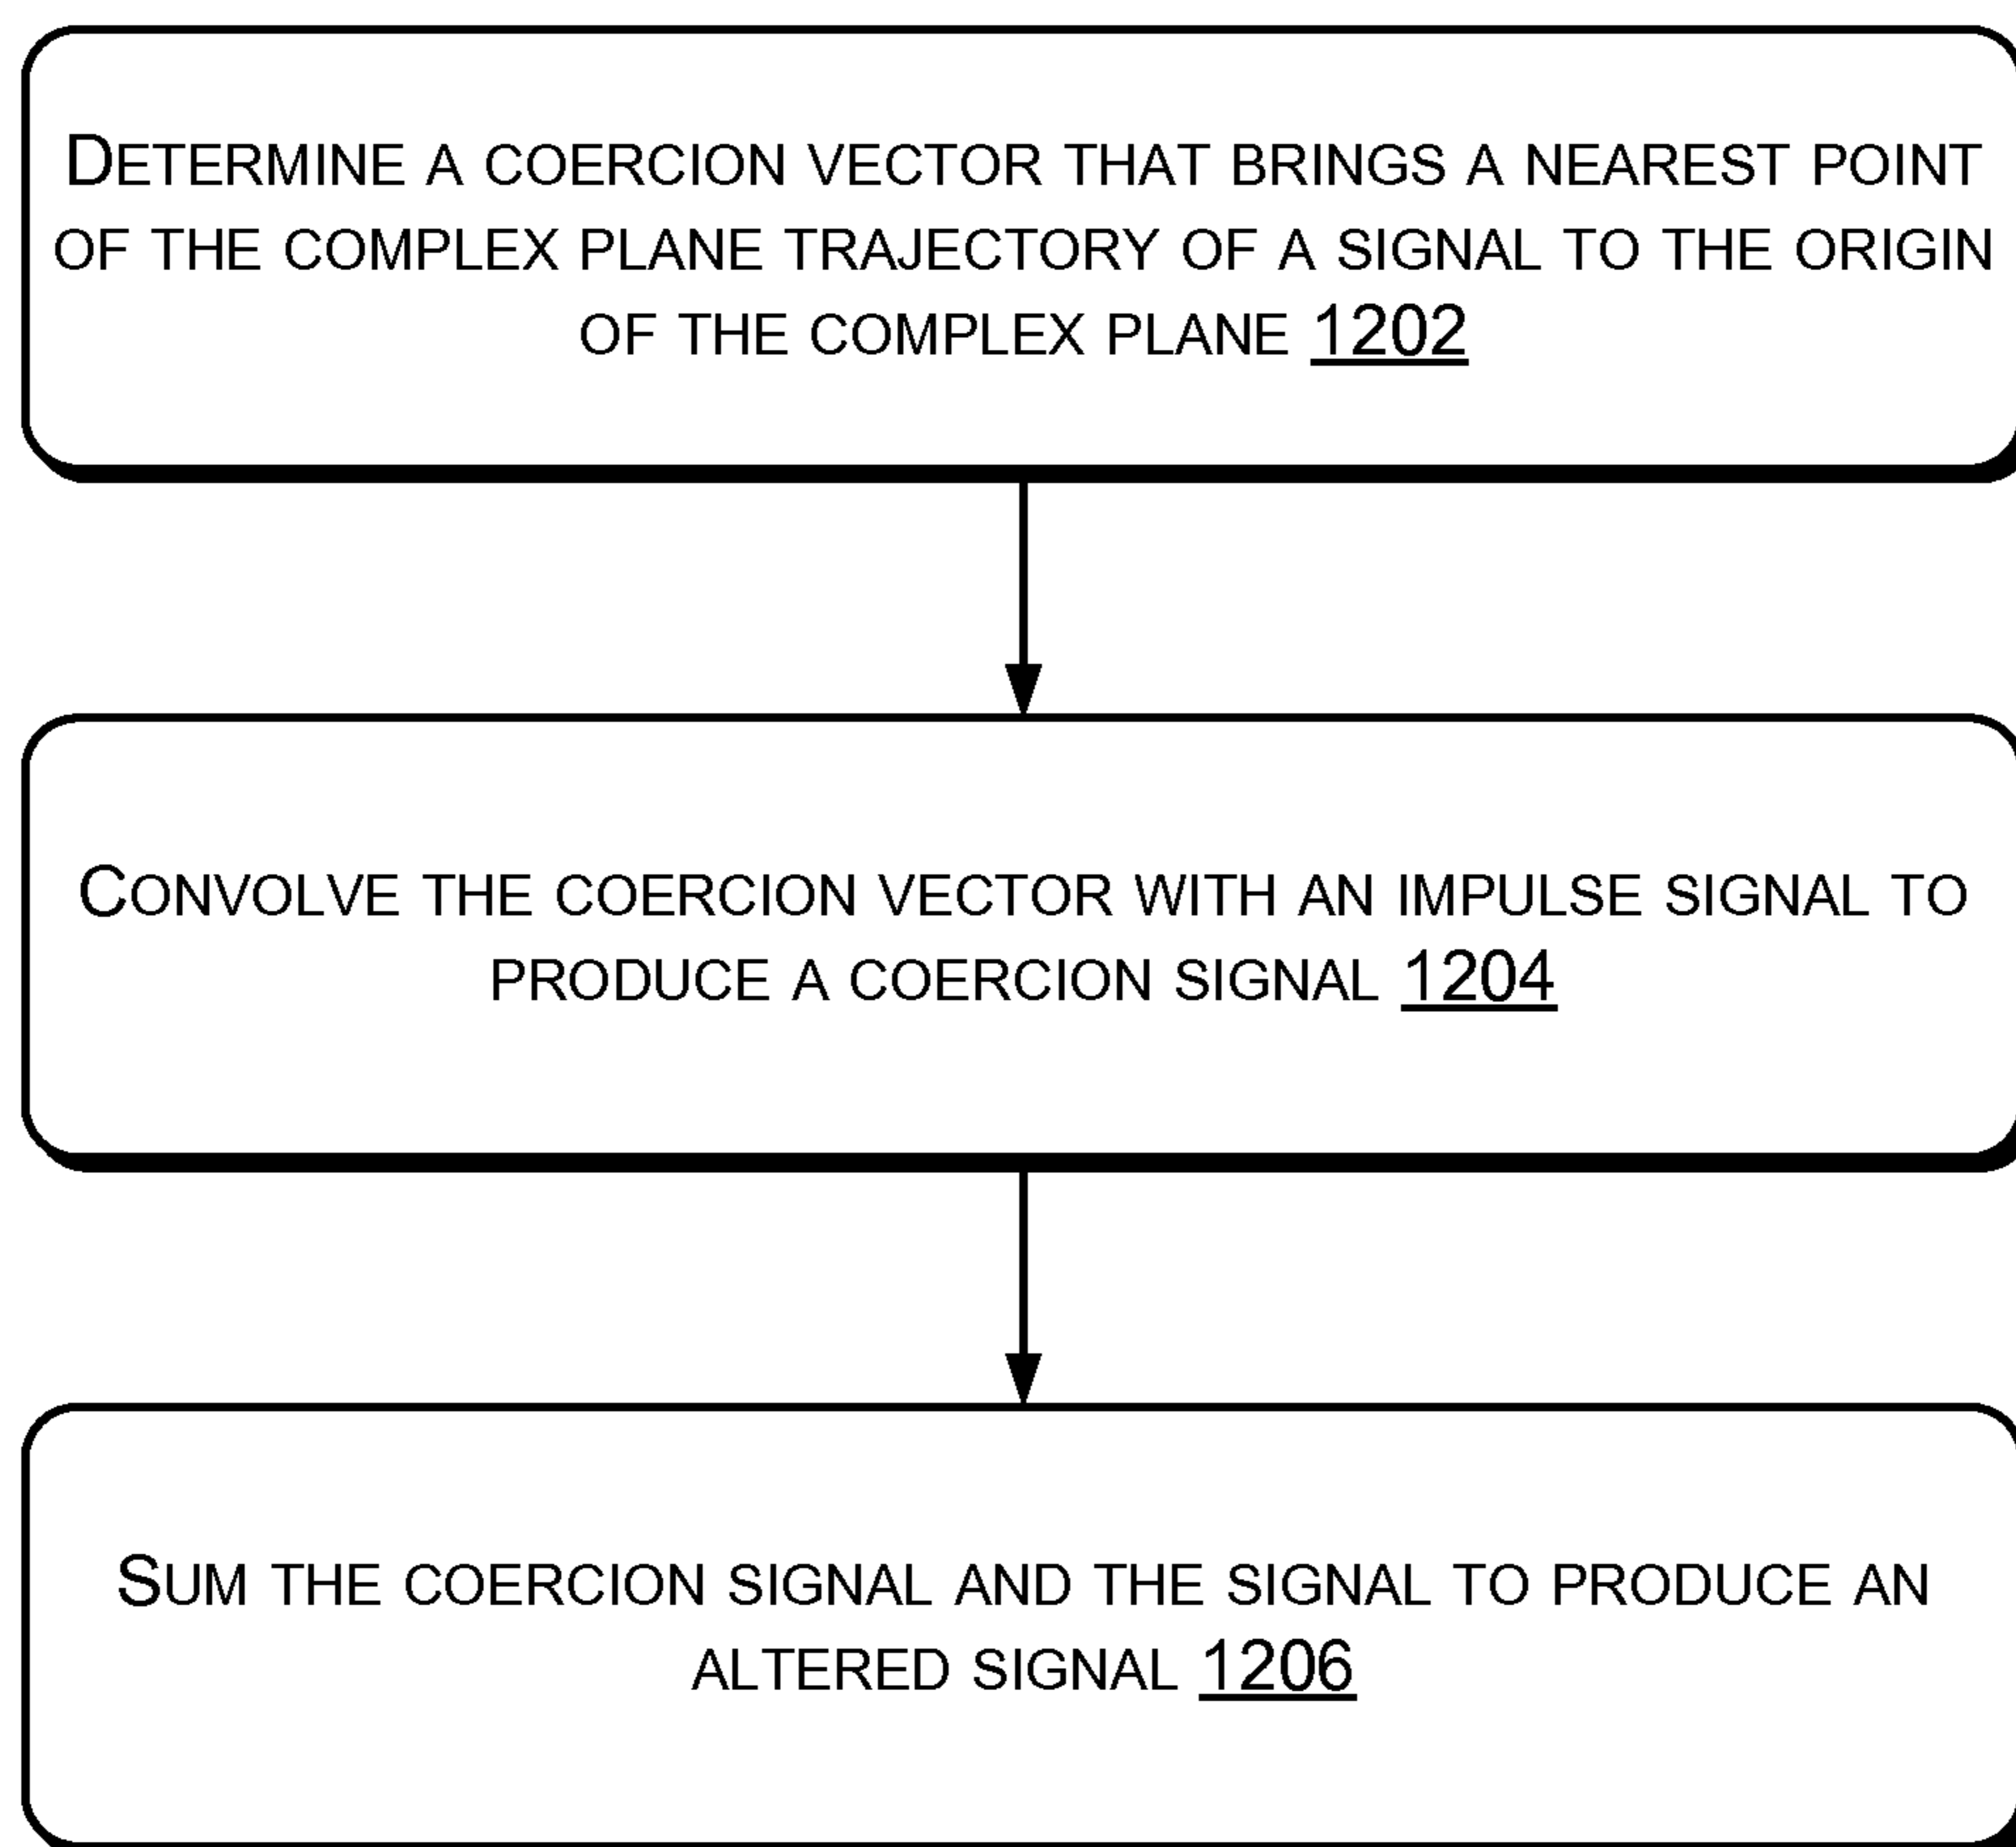 DETERMINE A COERCION VECTOR THAT BRINGS A NEAREST POINT
OF THE COMPLEX PLANE TRAJECTORY OF A SIGNAL TO THE ORIGIN
OF THE COMPLEX PLANE 1202
CONVOLVE THE COERCION VECTOR WITH AN IMPULSE SIGNAL TO
PRODUCE A COERCION SIGNAL 1204
SUM THE COERCION SIGNAL AND THE SIGNAL TO PRODUCE AN
ALTERED SIGNAL 1206